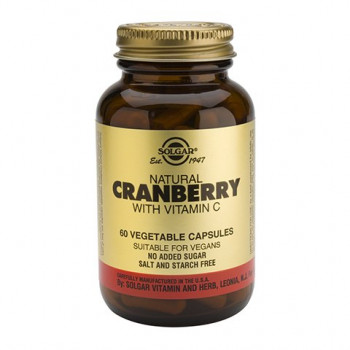 SOLGAR®
Est. 1947
NATURAL
CRANBERRY
WITH VITAMIN C
60 VEGETABLE CAPSULES
SUITABLE FOR VEGANS
NO ADDED SUGAR
SALT AND STARCH FREE
CAREFULLY MANUFACTURED IN THE U.S.A.
By: SOLGAR VITAMIN AND HERB, LEONIA, N.J.